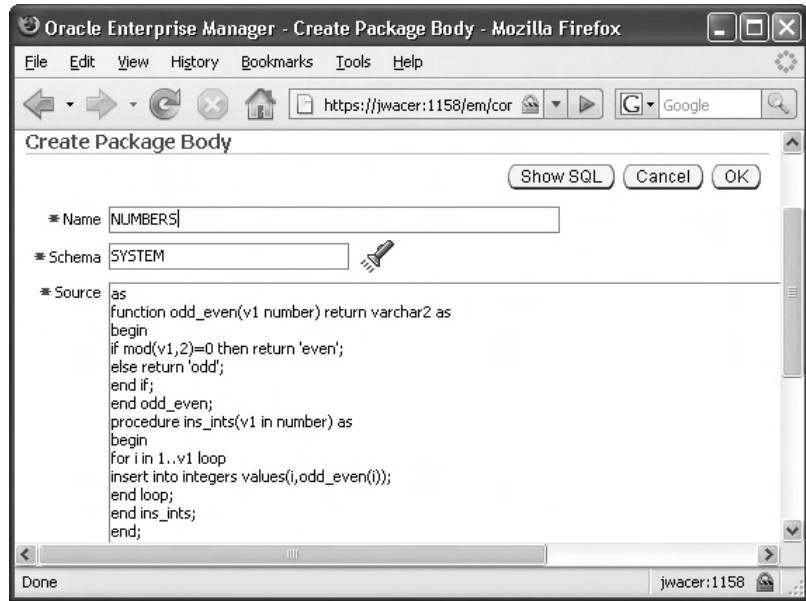 Oracle Enterprise Manager - Create Package Body - Mozilla Firefox
File Edit View History Bookmarks Tools Help
https://jwacer:1158/em/cor G Google
Create Package Body
Show SQL Cancel OK
* Name NUMBERS
* Schema SYSTEM
* Source as
function odd_even(v1 number) return varchar2 as
begin
if mod(v1,2)=0 then return 'even';
else return 'odd';
end if;
end odd_even;
procedure ins_ints(v1 in number) as
begin
for i in 1..v1 loop
insert into integers values(i,odd_even(i));
end loop;
end ins_ints;
end;
Done jwacer:1158